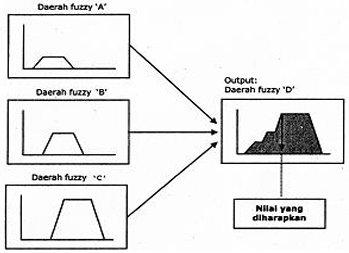 Daerah fuzzy 'A'
Daerah fuzzy 'B'
Daerah fuzzy 'C'
Output:
Daerah fuzzy 'D'
Nilai yang
diharapkan